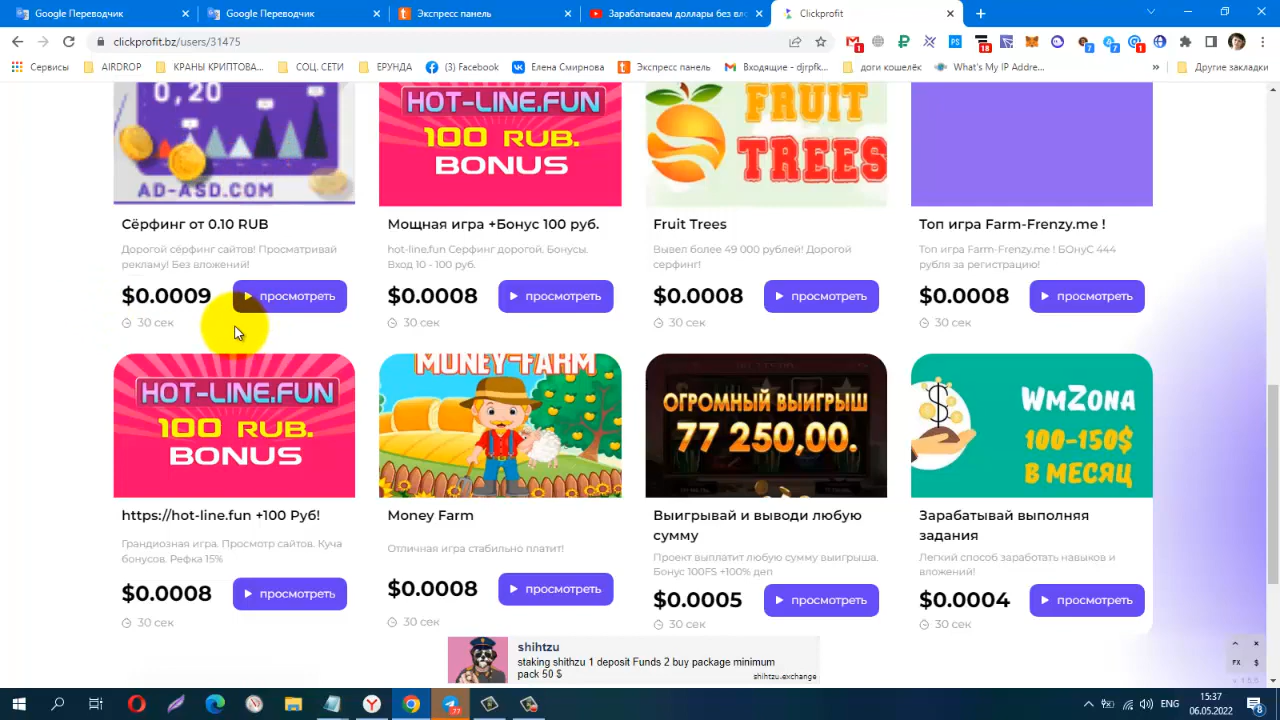 Google Переводчик
Google Переводчик
Экспресс панель
Зарабатываем доллары без вло
Clickprofit
clickprofit.bz/users/31475
Сервисы
AIRDROP
КРАНЫ КРИПТОВА...
СОЦ. СЕТИ
ЕРУНДА
(3) Facebook
Елена Смирнова
Экспресс панель
Входящие - djrpfk...
доги кошелёк
What's My IP Addre...
Другие закладки
0,20
AD-ASD.COM
HOT-LINE.FUN
100 RUB.
BONUS
FRUIT
TREES
Сёрфинг от 0.10 RUB
Мощная игра +Бонус 100 руб.
Fruit Trees
Топ игра Farm-Frenzy.me !
Дорогой сёрфинг сайтов! Просматривай
рекламу! Без вложений!
hot-line.fun Серфинг дорогой, Бонусы.
Вход 10 - 100 руб.
Вывел более 49 000 рублей! Дорогой
серфинг!
Топ игра Farm-Frenzy.me ! БОнуС 444
рубля за регистрацию!
$0.0009
просмотреть
$0.0008
просмотреть
$0.0008
просмотреть
$0.0008
просмотреть
30 сек
30 сек
30 сек
30 сек
HOT-LINE.FUN
100 RUB.
BONUS
MONEY-FARM
ОГРОМНЫЙ ВЫИГРЫШ
77 250,00.
WMZONA
100-150$
В МЕСЯЦ
https://hot-line.fun +100 Руб!
Money Farm
Выигрывай и выводи любую
сумму
Зарабатывай выполняя
задания
Грандиозная игра. Просмотр сайтов. Куча
бонусов. Рефка 15%
Отличная игра стабильно платит!
Проект выплатит любую сумму выигрыша.
Бонус 100FS +100% деп
Легкий способ заработать навыков и
вложений!
$0.0008
просмотреть
$0.0008
просмотреть
$0.0005
просмотреть
$0.0004
просмотреть
30 сек
30 сек
30 сек
30 сек
shihtzu
staking shithzu 1 deposit Funds 2 buy package minimum
pack 50 $
shihtzu.exchange
FX
$
v 1.5.6
ENG
15:37
06.05.2022